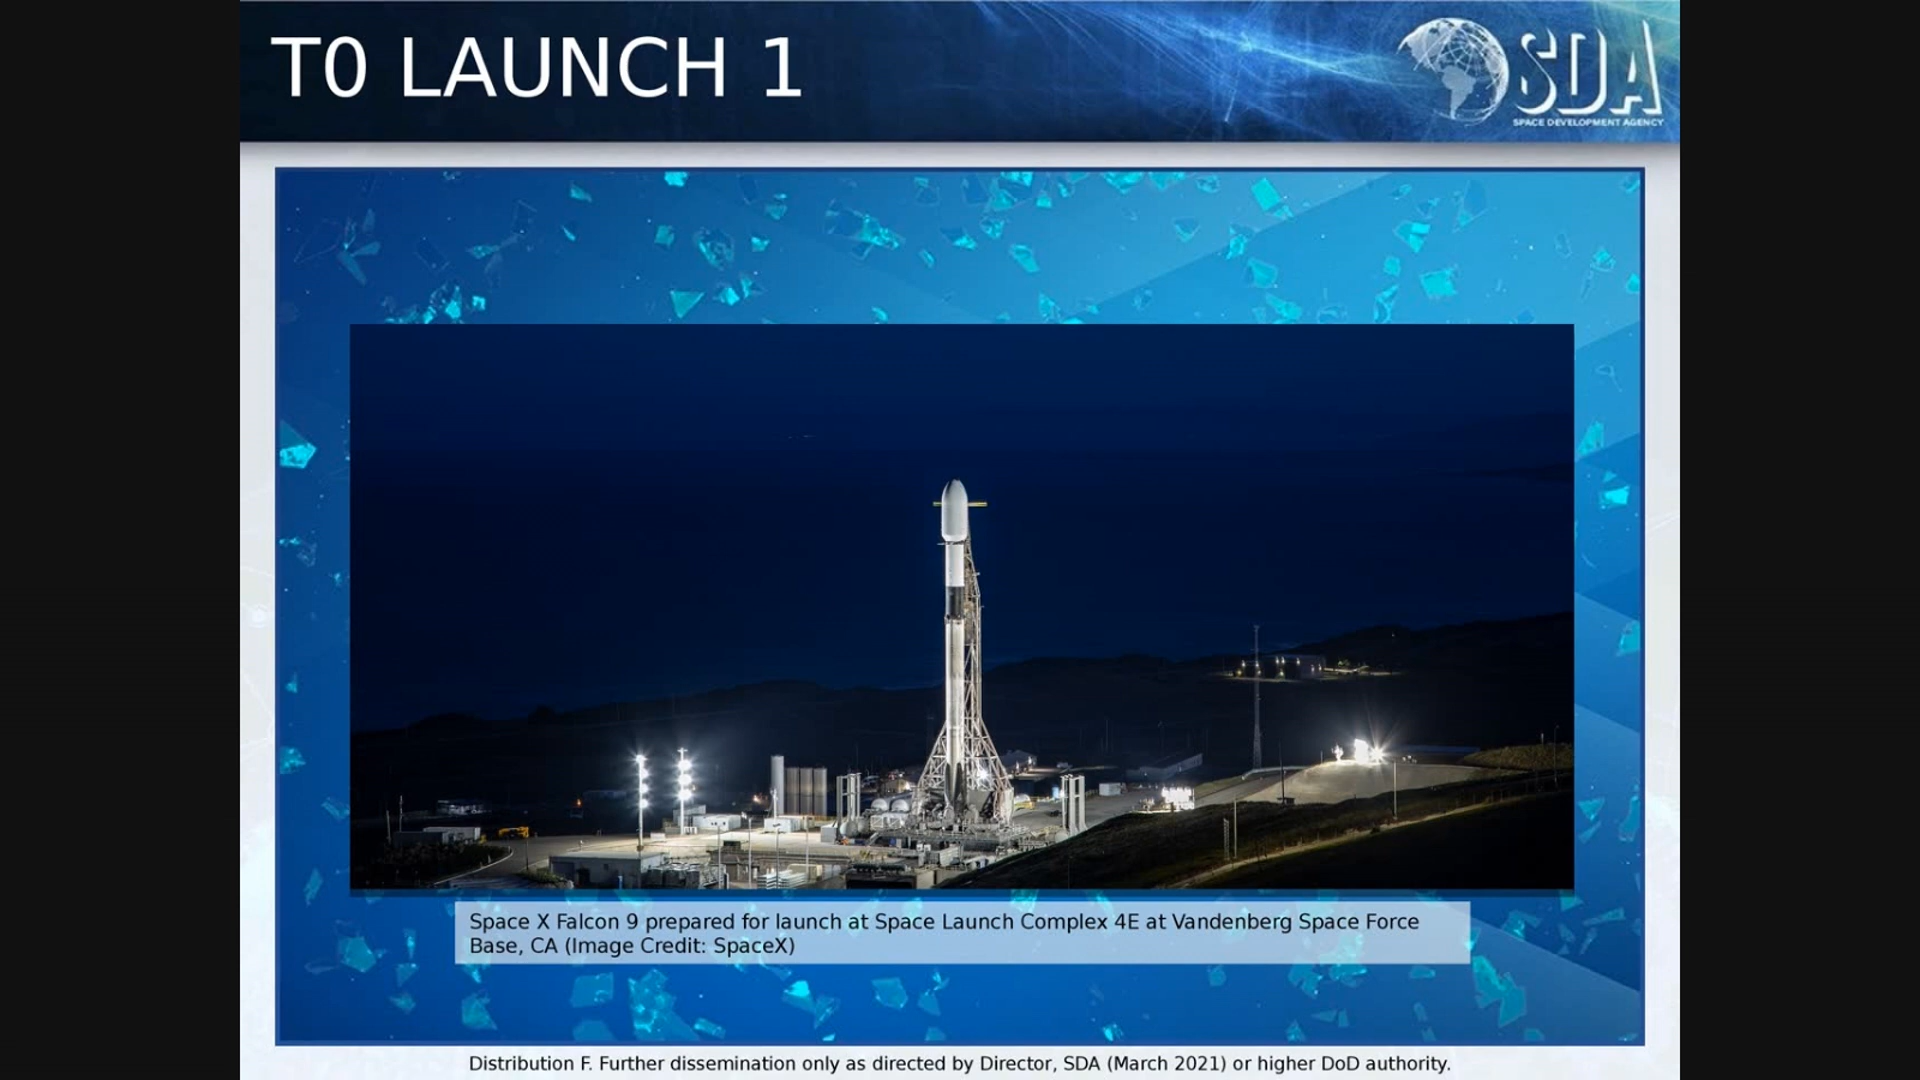 T0 LAUNCH 1
SDA
SPACE DEVELOPMENT AGENCY
Space X Falcon 9 prepared for launch at Space Launch Complex 4E at Vandenberg Space Force
Base, CA (Image Credit: SpaceX)
Distribution F. Further dissemination only as directed by Director, SDA (March 2021) or higher DoD authority.